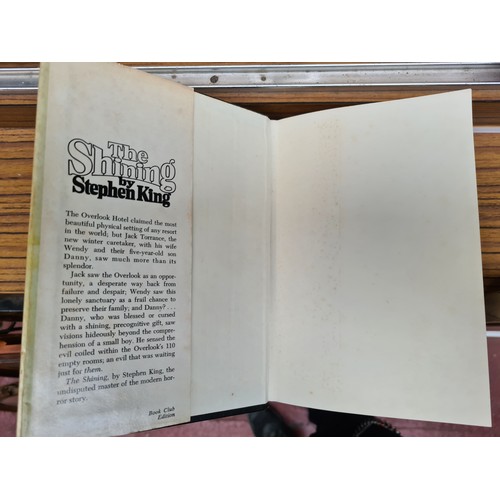 The
Shining
by
Stephen King
The Overlook Hotel claimed the most
beautiful physical setting of any resort
in the world; but Jack Torrance, the
new winter caretaker, with his wife
Wendy and their five-year-old son
Danny, saw much more than its
splendor.
Jack saw the Overlook as an oppor-
tunity, a desperate way back from
failure and despair; Wendy saw this
lonely sanctuary as a frail chance to
preserve their family; and Danny? . . .
Danny, who was blessed or cursed
with a shining, precognitive gift, saw
visions hideously beyond the compre-
hension of a small boy. He sensed the
evil coiled within the Overlook's 110
empty rooms; an evil that was waiting
just for them.
The Shining, by Stephen King, the
undisputed master of the modern hor-
ror story.
Book Club
Edition